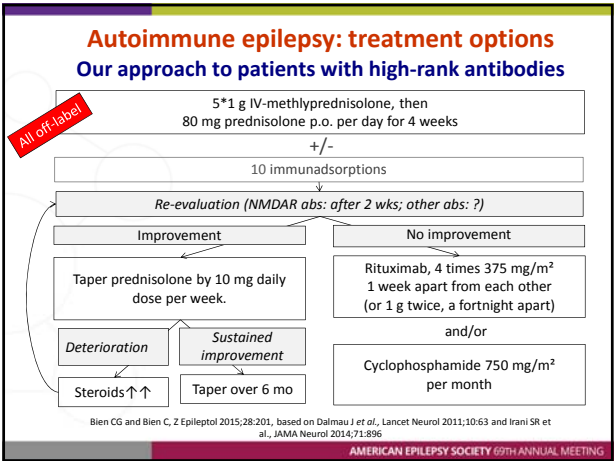 Autoimmune epilepsy: treatment options
Our approach to patients with high-rank antibodies
All off-label
5*1 g IV-methlyprednisolone, then
80 mg prednisolone p.o. per day for 4 weeks
+/-
10 immunadsorptions
Re-evaluation (NMDAR abs: after 2 wks; other abs: ?)
Improvement
No improvement
Taper prednisolone by 10 mg daily
dose per week.
Rituximab, 4 times 375 mg/m²
1 week apart from each other
(or 1 g twice, a fortnight apart)
and/or
Deterioration
Sustained
improvement
Cyclophosphamide 750 mg/m²
per month
Steroids↑↑
Taper over 6 mo
Bien CG and Bien C, Z Epileptol 2015;28:201, based on Dalmau J et al., Lancet Neurol 2011;10:63 and Irani SR et
al., JAMA Neurol 2014;71:896
AMERICAN EPILEPSY SOCIETY 69TH ANNUAL MEETING